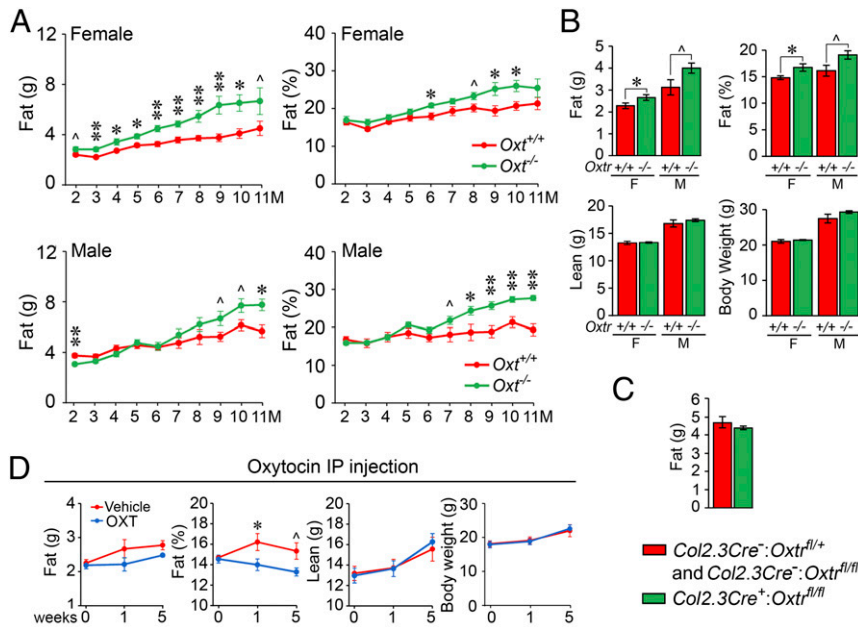 A
Female
Fat (g)
12
8
4
0
^ ** * * ** ** ** ** * ^
2 3 4 5 6 7 8 9 10 11M
Female
Fat (%)
40
30
20
10
0
* ^ * *
Oxt+/+
Oxt-/-
2 3 4 5 6 7 8 9 10 11M
Male
Fat (g)
12
8
4
0
** ^ ^ *
2 3 4 5 6 7 8 9 10 11M
Male
Fat (%)
40
30
20
10
0
^ * ** ** **
Oxt+/+
Oxt-/-
2 3 4 5 6 7 8 9 10 11M
B
Fat (g)
5
4
3
2
1
0
* ^
Oxtr +/+ -/- +/+ -/-
F M
Fat (%)
20
15
10
5
0
* ^
+/+ -/- +/+ -/-
F M
Lean (g)
20
15
10
5
0
Oxtr +/+ -/- +/+ -/-
F M
Body Weight (g)
30
20
10
0
Oxtr +/+ -/- +/+ -/-
F M
C
Fat (g)
6
5
4
3
2
1
0
Col2.3Cre-:Oxtrfl/+
and Col2.3Cre-:Oxtrfl/fl
Col2.3Cre+:Oxtrfl/fl
D
Oxytocin IP injection
Fat (g)
4
3
2
1
Vehicle
OXT
weeks 0 1 5
Fat (%)
20
18
16
14
12
10
* ^
0 1 5
Lean (g)
20
18
16
14
12
10
0 1 5
Body weight (g)
0 1 5